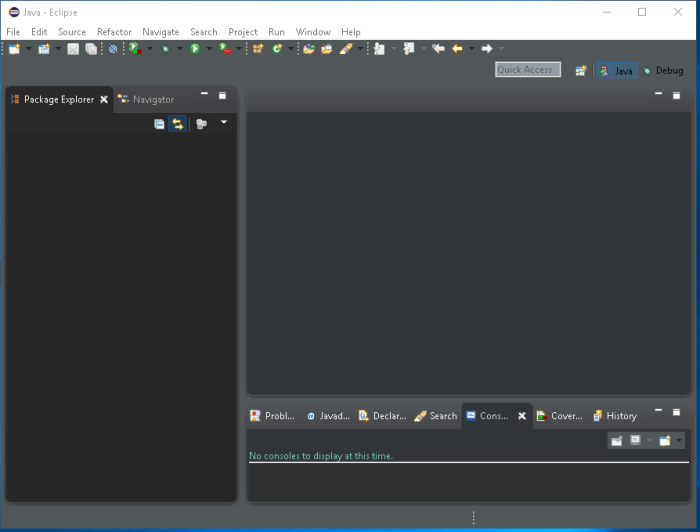 Java - Eclipse
File Edit Source Refactor Navigate Search Project Run Window Help
Quick Access Java Debug
Package Explorer Navigator
Probl... Javad... Declar... Search Cons... Cover... History
No consoles to display at this time.